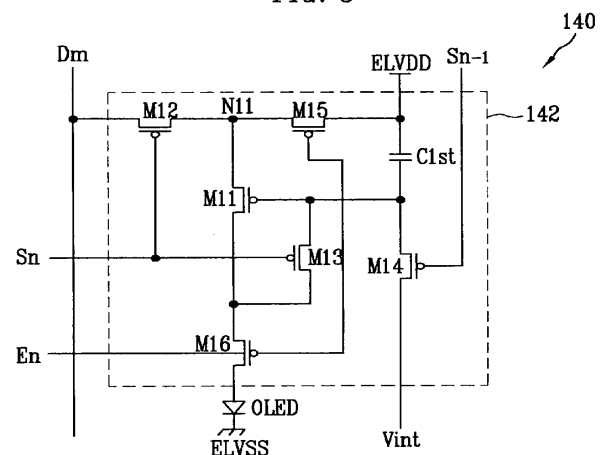 140
Dm
ELVDD
Sn-1
M12
N11
M15
142
C1st
M11
Sn
M13
M14
En
M16
OLED
ELVSS
Vint